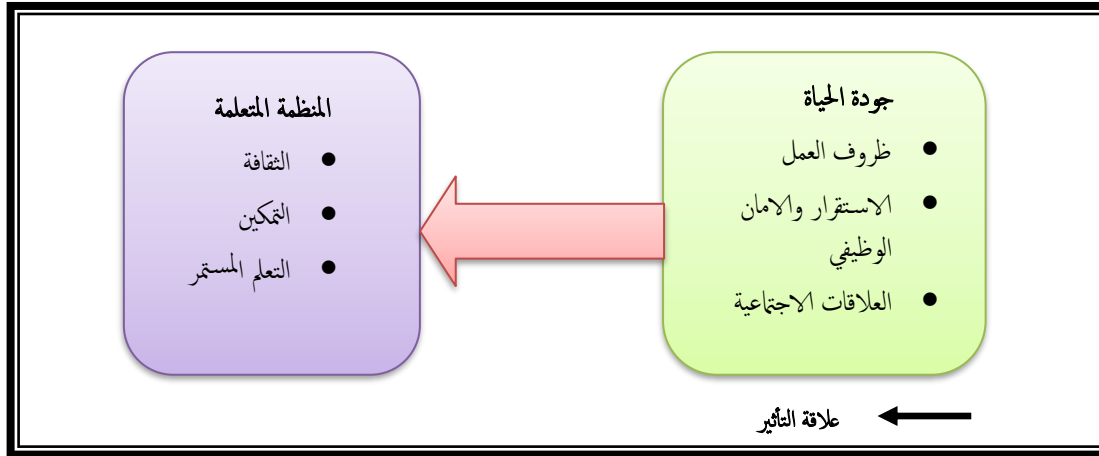 جودة الحياة
● ظروف العمل
● الاستقرار والامان
الوظيفي
● العلاقات الاجتماعية
المنظمة المتعلمة
● الثقافة
● التمكين
● التعلم المستمر
علاقة التأثير